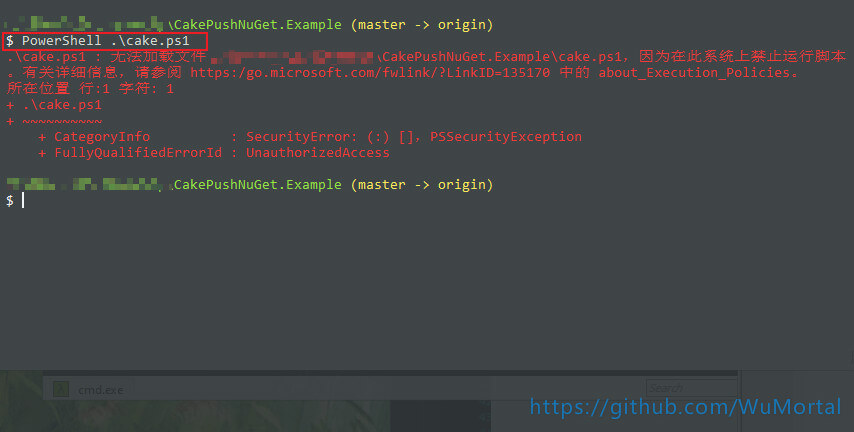 \CakePushNuGet.Example (master -> origin)
$ PowerShell .\cake.ps1
.\cake.ps1 : 无法加载文件 \CakePushNuGet.Example\cake.ps1，因为在此系统上禁止运行脚本
。有关详细信息，请参阅 https:/go.microsoft.com/fwlink/?LinkID=135170 中的 about_Execution_Policies。
所在位置 行:1 字符: 1
+ .\cake.ps1
+ ~~~~~~~~~~
+ CategoryInfo : SecurityError: (:) []，PSSecurityException
+ FullyQualifiedErrorId : UnauthorizedAccess
.CakePushNuGet.Example (master -> origin)
$
cmd.exe
Search
https://github.com/WuMortal